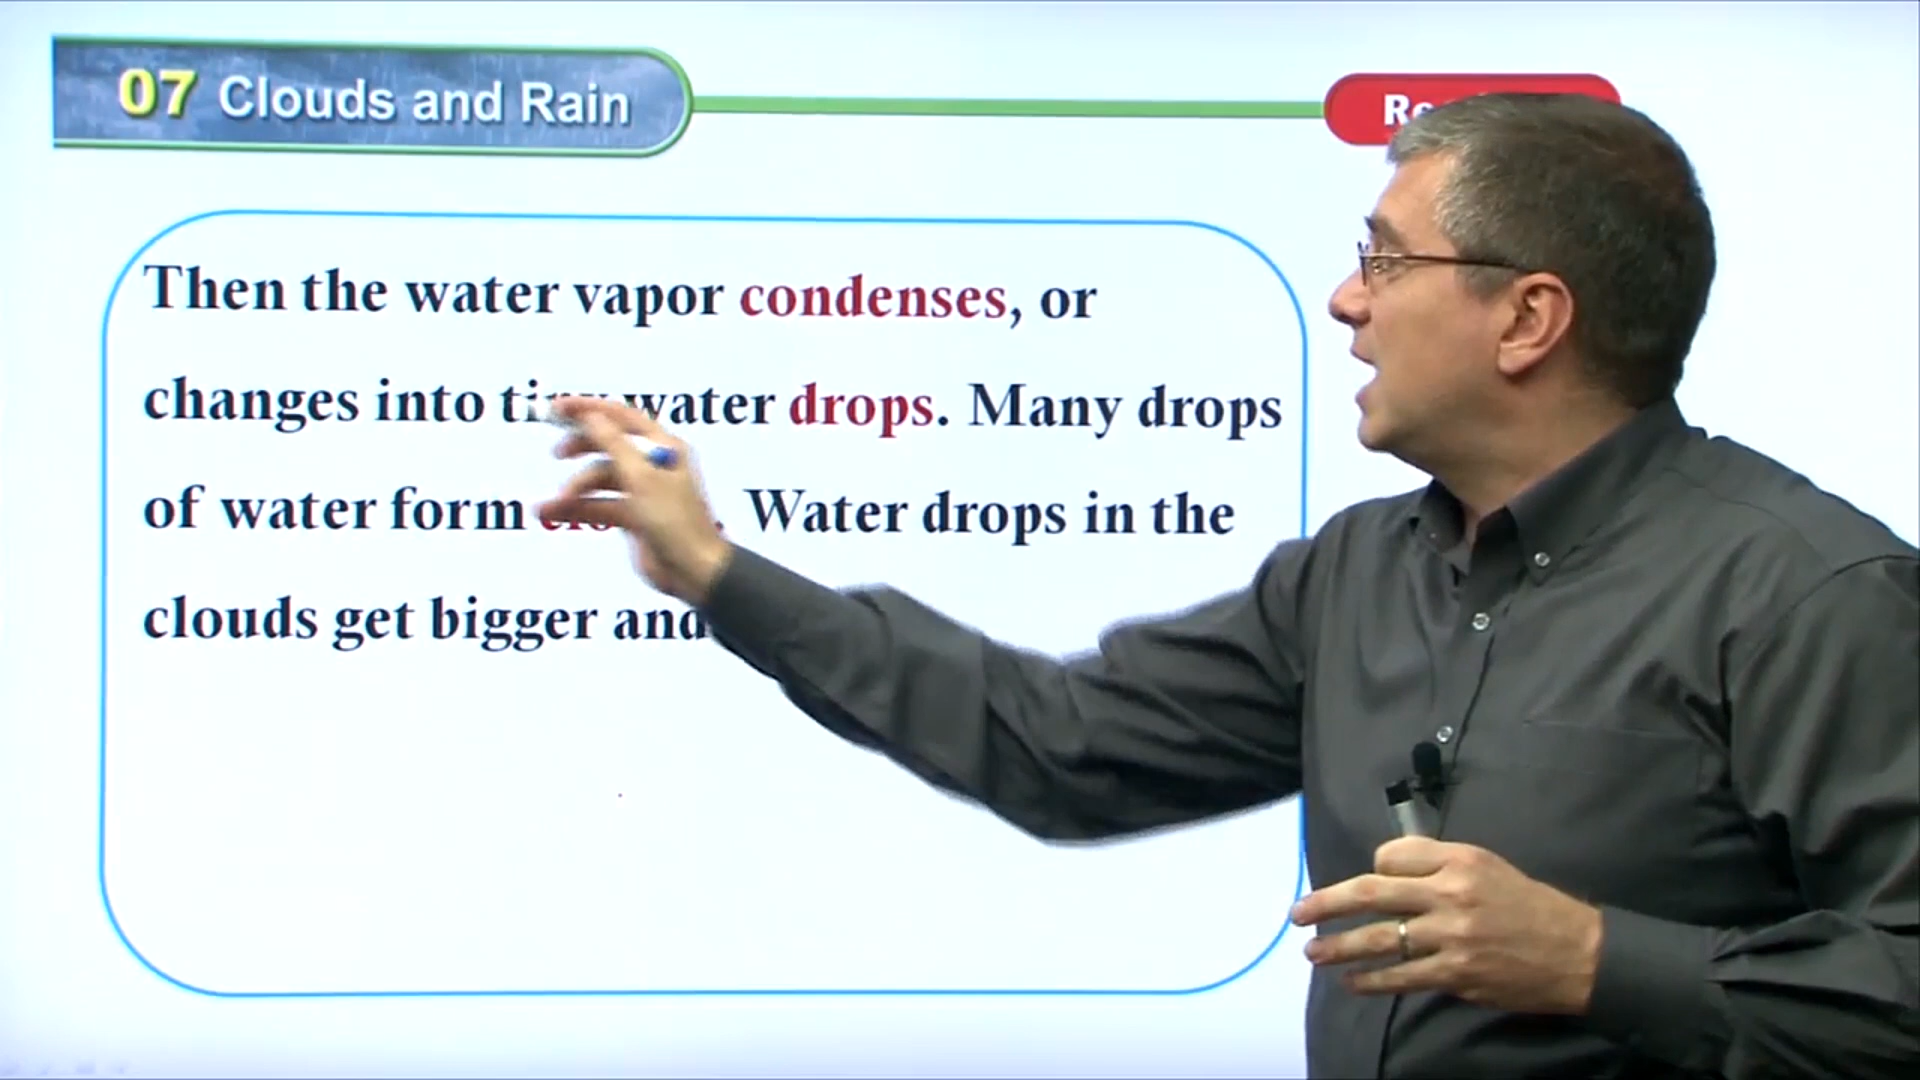 07 Clouds and Rain
Then the water vapor condenses, or
changes into water drops. Many drops
of water form . Water drops in the
clouds get bigger and